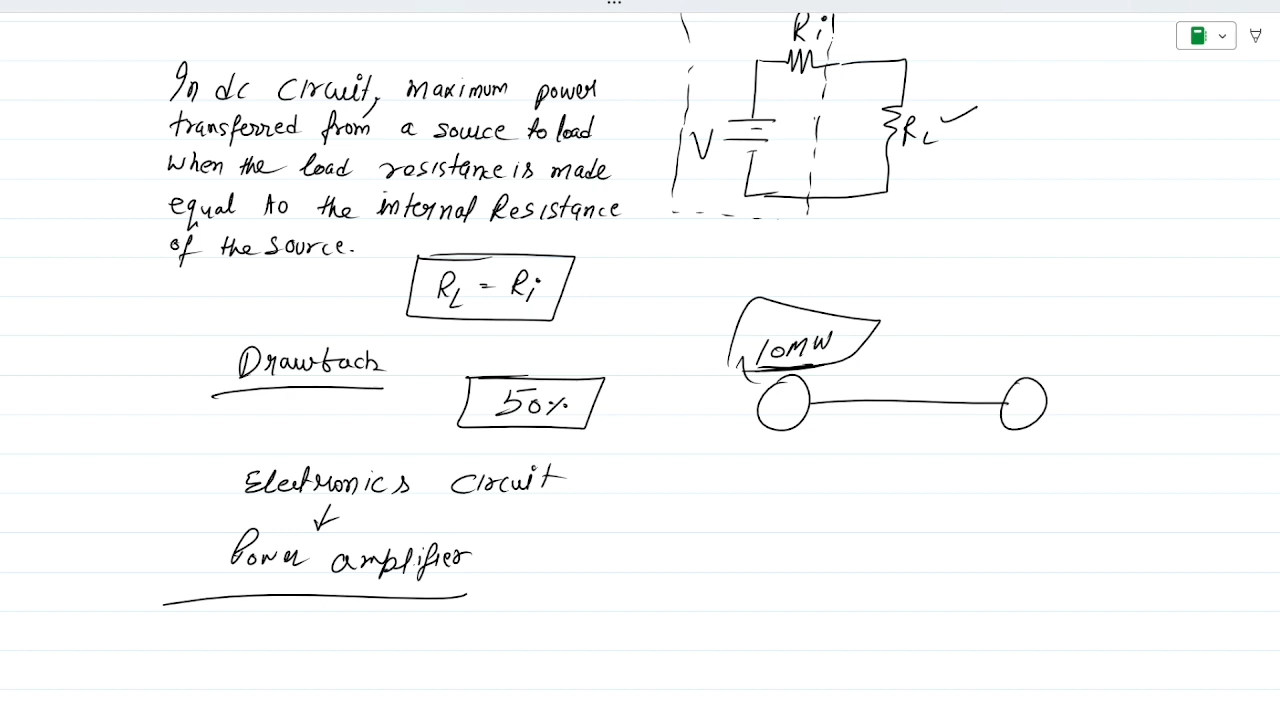 In dc circuit, maximum power
transferred from a source to load
when the load resistance is made
equal to the internal Resistance
of the source.
Ri
V
RL
RL = Ri
Drawback
50%
10MW
Electronics circuit
Power amplifier